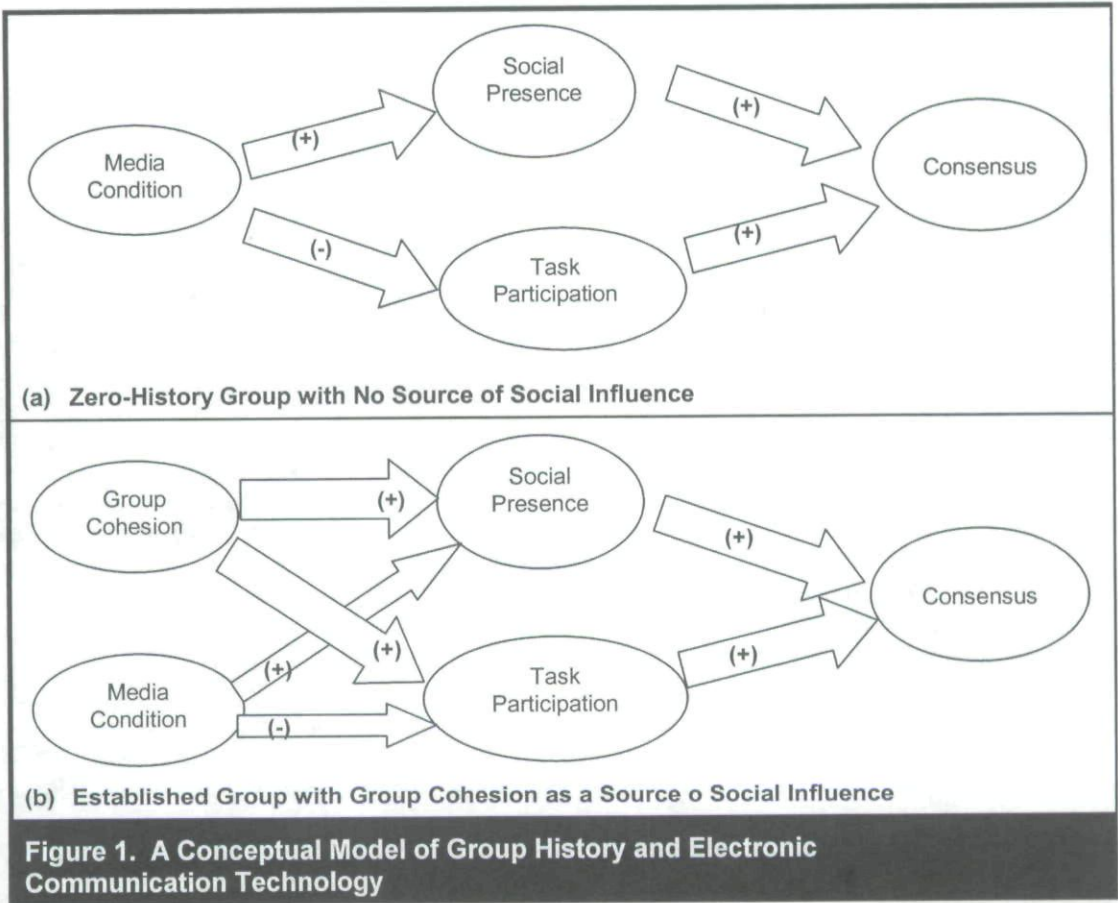 Social
Presence
(+)
(+)
Media
Condition
Consensus
(-)
(+)
Task
Participation
(a) Zero-History Group with No Source of Social Influence
Group
Cohesion
(+)
Social
Presence
(+)
Consensus
(+)
(+)
(+)
Media
Condition
(-)
Task
Participation
(b) Established Group with Group Cohesion as a Source o Social Influence
Figure 1. A Conceptual Model of Group History and Electronic
Communication Technology